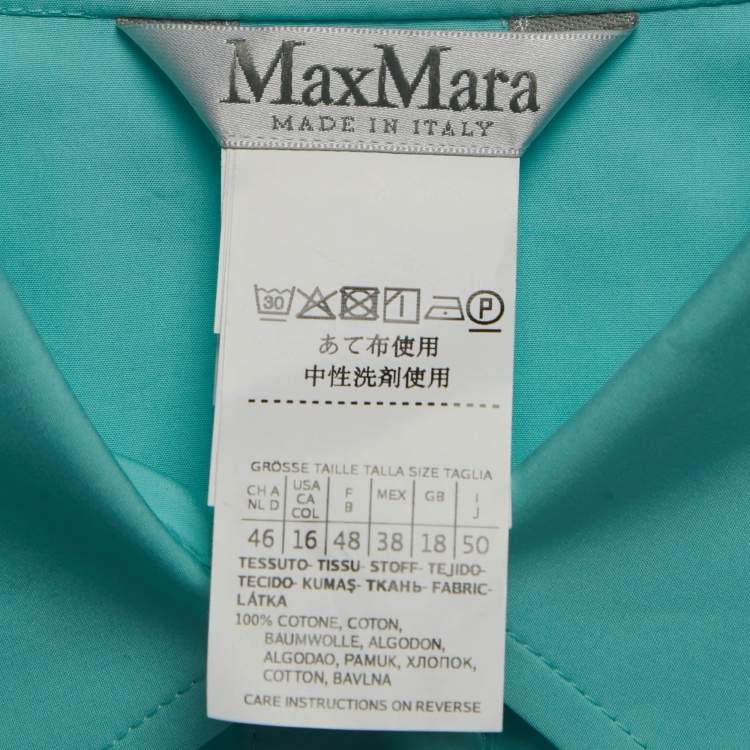 MaxMara
MADE IN ITALY
30 P
あて布使用
中性洗剤使用
GRÖSSE TAILLE TALLA SIZE TAGLIA
CH A NL D USA CA COL F B MEX GB I J
46 16 48 38 18 50
TESSUTO- TISSU- STOFF- TEJIDO-
TECIDO- KUMAŞ- ТКАНЬ- FABRIC-
LÁTKA
100% COTONE, COTON,
BAUMWOLLE, ALGODON,
ALGODAO, PAMUK, ХЛОПОК,
COTTON, BAVLNA
CARE INSTRUCTIONS ON REVERSE